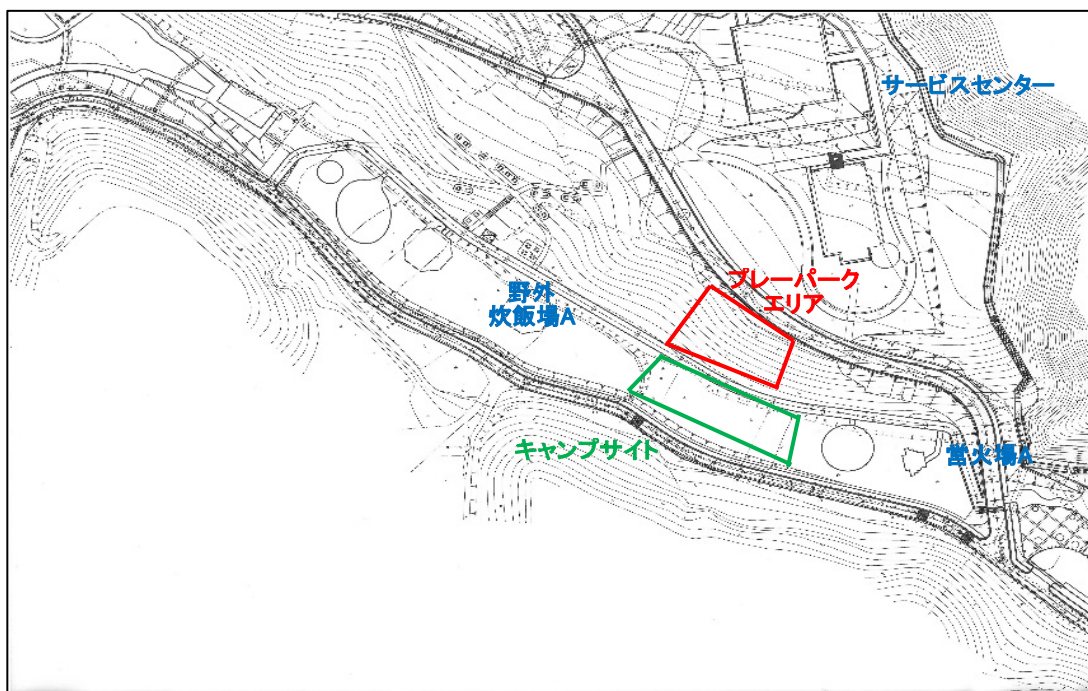 サービスセンター
プレーパーク
エリア
野外
炊飯場A
キャンプサイト
営火場A